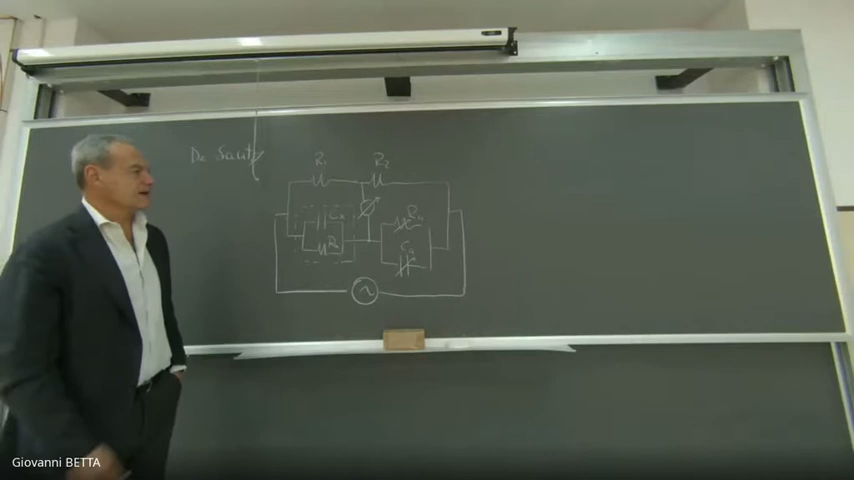 De Sauty
R₁ R₂
Cx R₄
Rx C₄
~
Giovanni BETTA